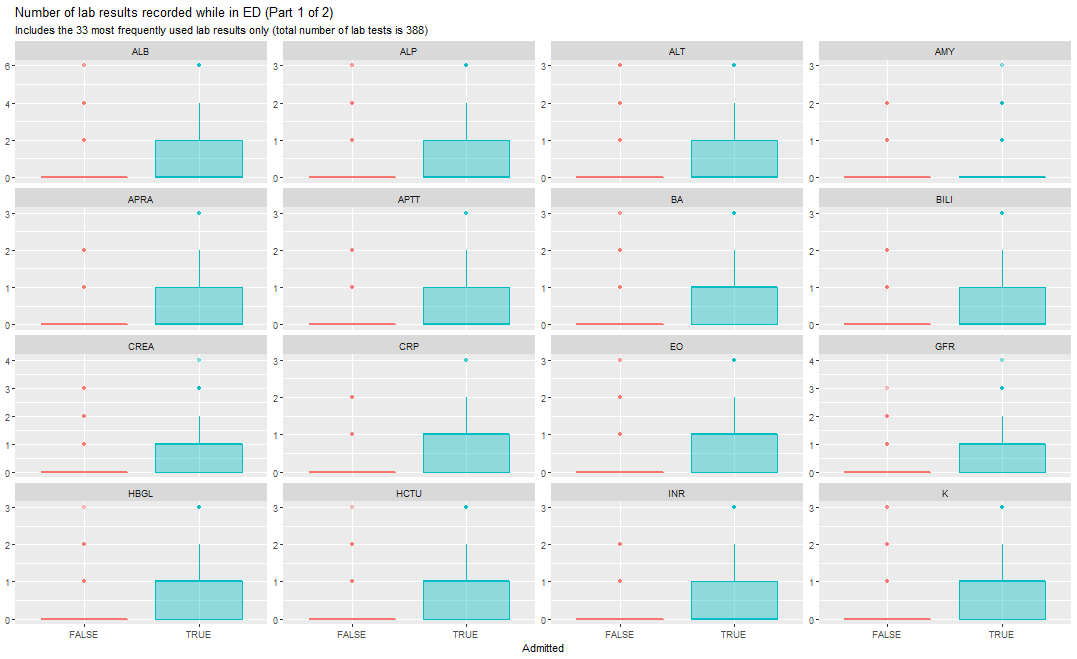 Number of lab results recorded while in ED (Part 1 of 2)
Includes the 33 most frequently used lab results only (total number of lab tests is 388)
ALB ALP ALT AMY
6 3 3 3
4 2 2 2
2 1 1 1
0 0 0 0
APRA APTT BA BILI
3 3 3 3
2 2 2 2
1 1 1 1
0 0 0 0
CREA CRP EO GFR
4 3 3 4
3 2 2 3
2 1 1 2
1 0 0 1
0 0
HBGL HCTU INR K
3 3 3 3
2 2 2 2
1 1 1 1
0 0 0 0
FALSE TRUE FALSE TRUE FALSE TRUE FALSE TRUE
Admitted